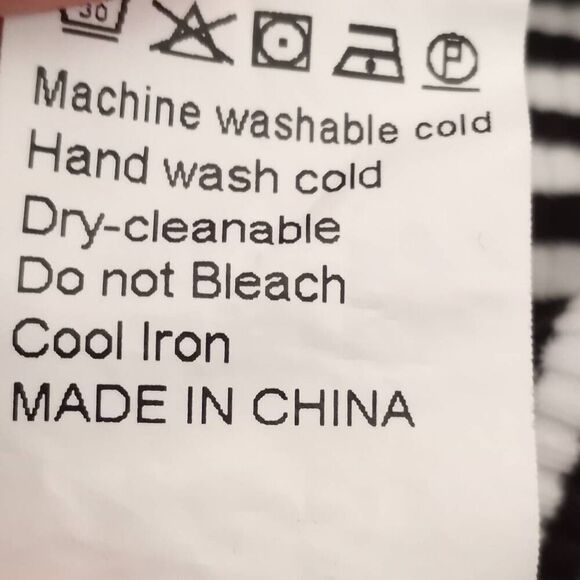 30
P
Machine washable cold
Hand wash cold
Dry-cleanable
Do not Bleach
Cool Iron
MADE IN CHINA